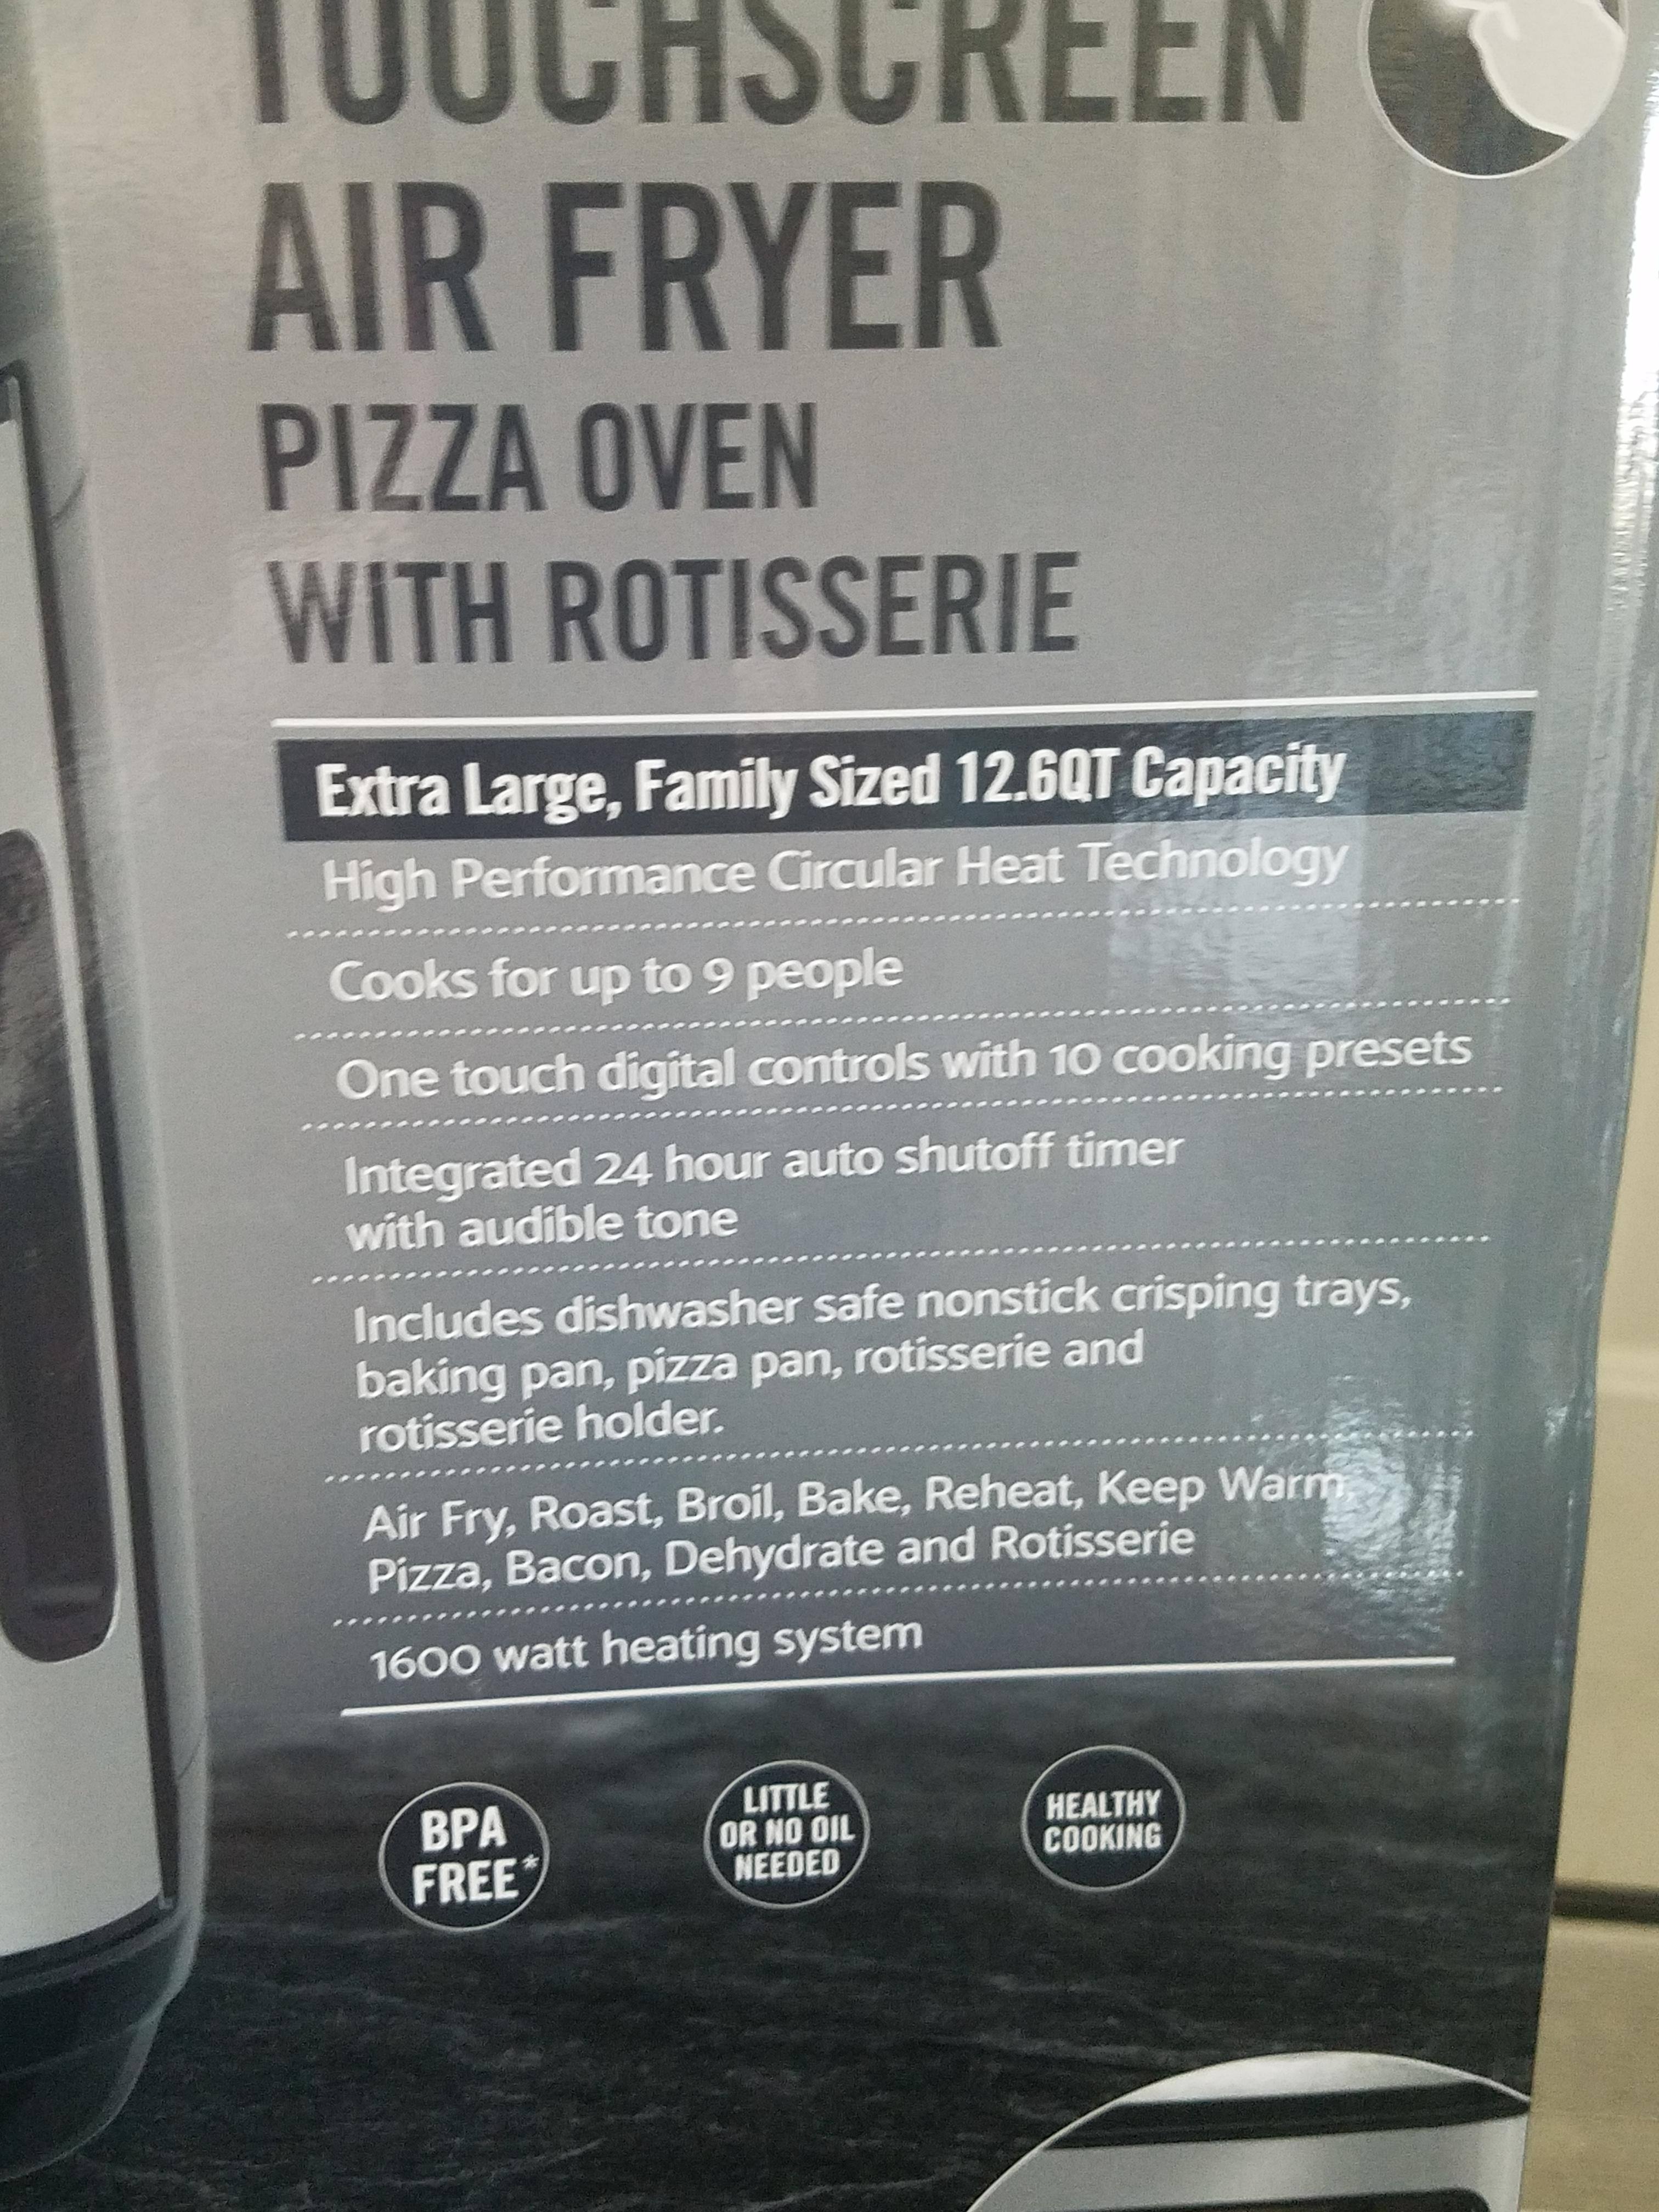 TOUCHSCREEN
AIR FRYER
PIZZA OVEN
WITH ROTISSERIE
Extra Large, Family Sized 12.6QT Capacity
High Performance Circular Heat Technology
Cooks for up to 9 people
One touch digital controls with 10 cooking presets
Integrated 24 hour auto shutoff timer
with audible tone
Includes dishwasher safe nonstick crisping trays,
baking pan, pizza pan, rotisserie and
rotisserie holder.
Air Fry, Roast, Broil, Bake, Reheat, Keep Warm,
Pizza, Bacon, Dehydrate and Rotisserie
1600 watt heating system
BPA
FREE*
LITTLE
OR NO OIL
NEEDED
HEALTHY
COOKING